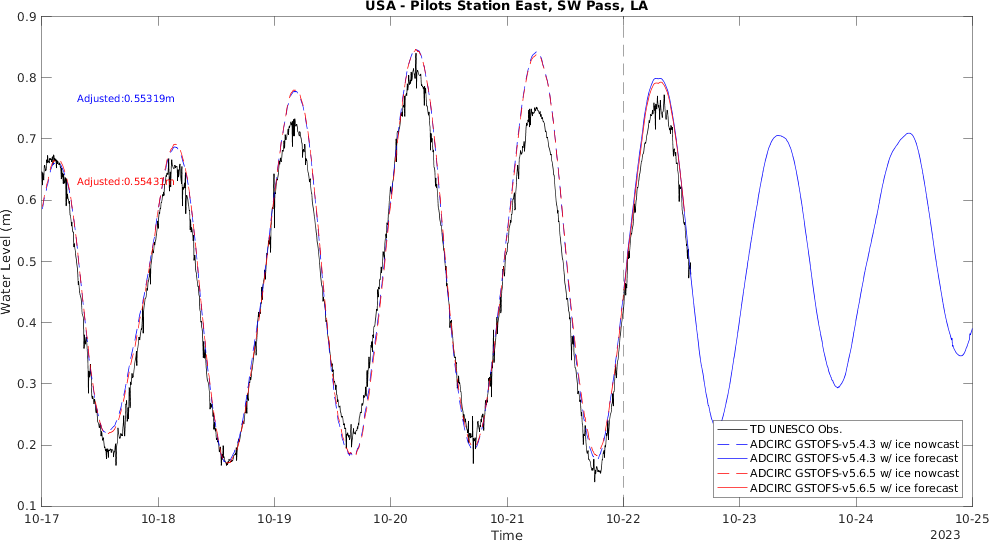 USA - Pilots Station East, SW Pass, LA
0.9
0.8
0.7
0.6
0.5
0.4
0.3
0.2
0.1
Water Level (m)
Adjusted:0.55319m
Adjusted:0.55431m
TD UNESCO Obs.
ADCIRC GSTOFS-v5.4.3 w/ ice nowcast
ADCIRC GSTOFS-v5.4.3 w/ ice forecast
ADCIRC GSTOFS-v5.6.5 w/ ice nowcast
ADCIRC GSTOFS-v5.6.5 w/ ice forecast
10-17 10-18 10-19 10-20 10-21 10-22 10-23 10-24 10-25
Time
2023